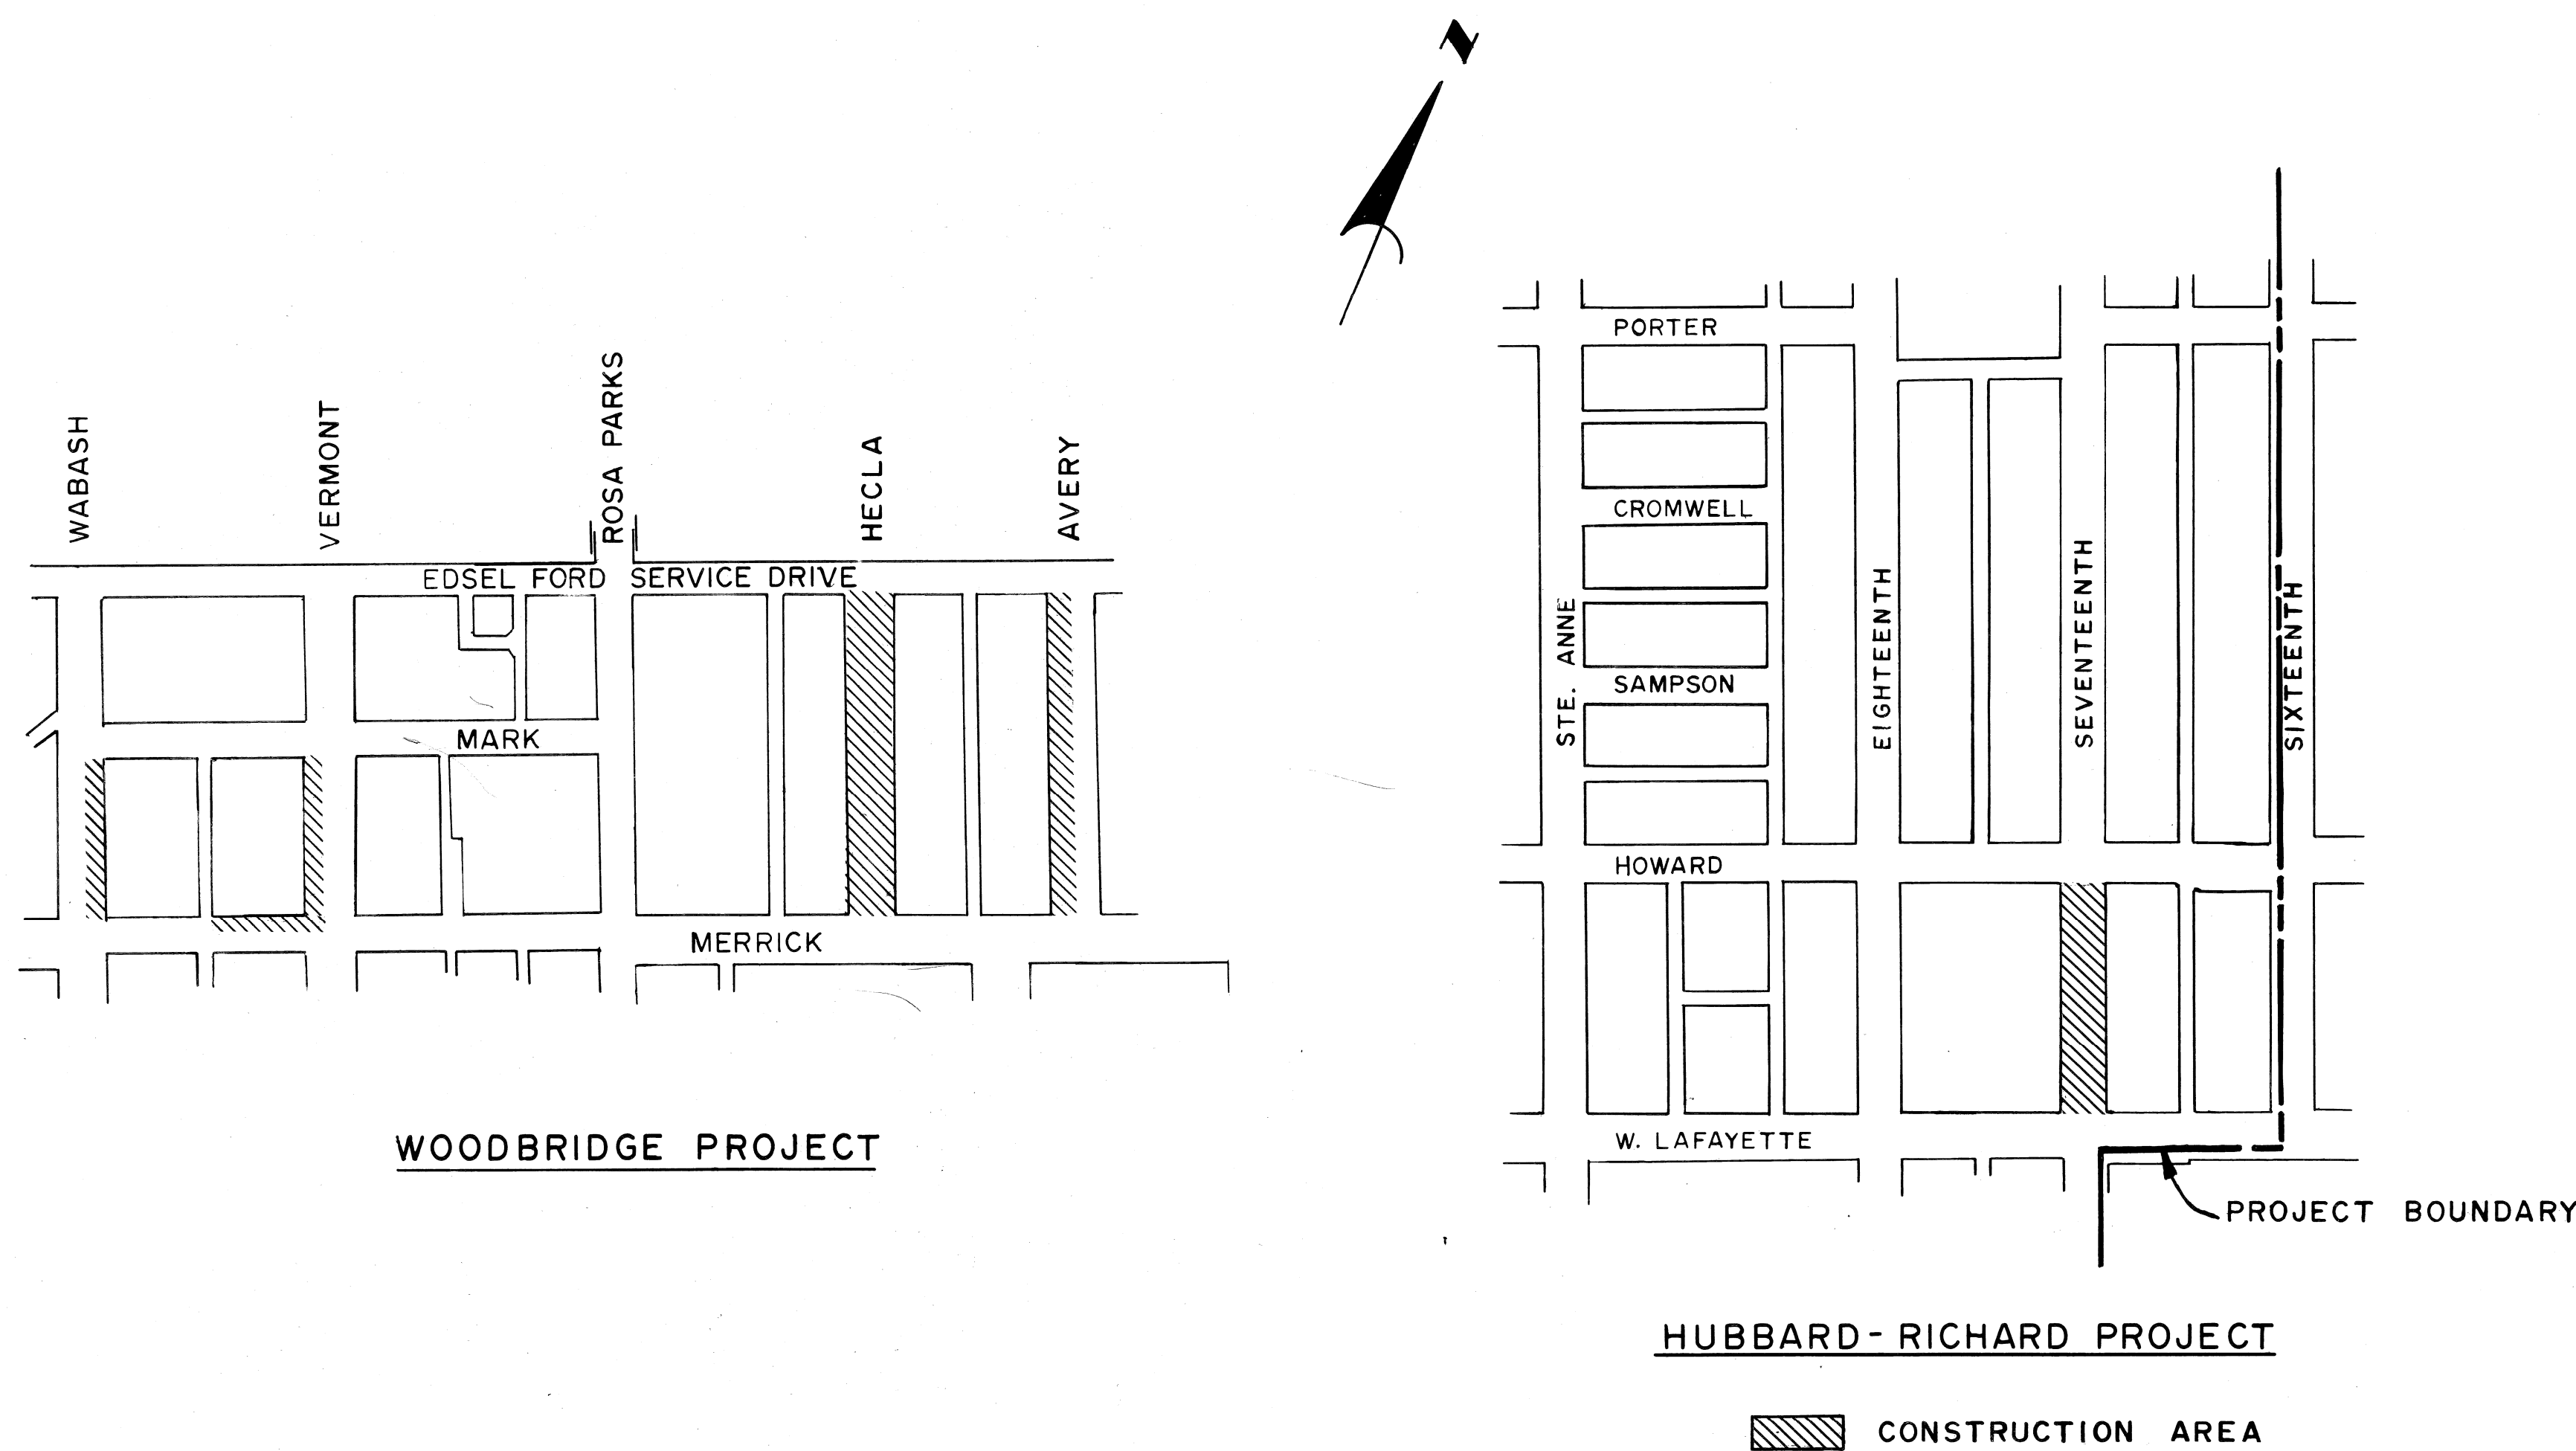 N
WABASH
VERMONT
ROSA PARKS
HECLA
AVERY
EDSEL FORD SERVICE DRIVE
MARK
MERRICK
WOODBRIDGE PROJECT
PORTER
CROMWELL
SAMPSON
HOWARD
W. LAFAYETTE
STE. ANNE
EIGHTEENTH
SEVENTEENTH
SIXTEENTH
PROJECT BOUNDARY
HUBBARD-RICHARD PROJECT
CONSTRUCTION AREA